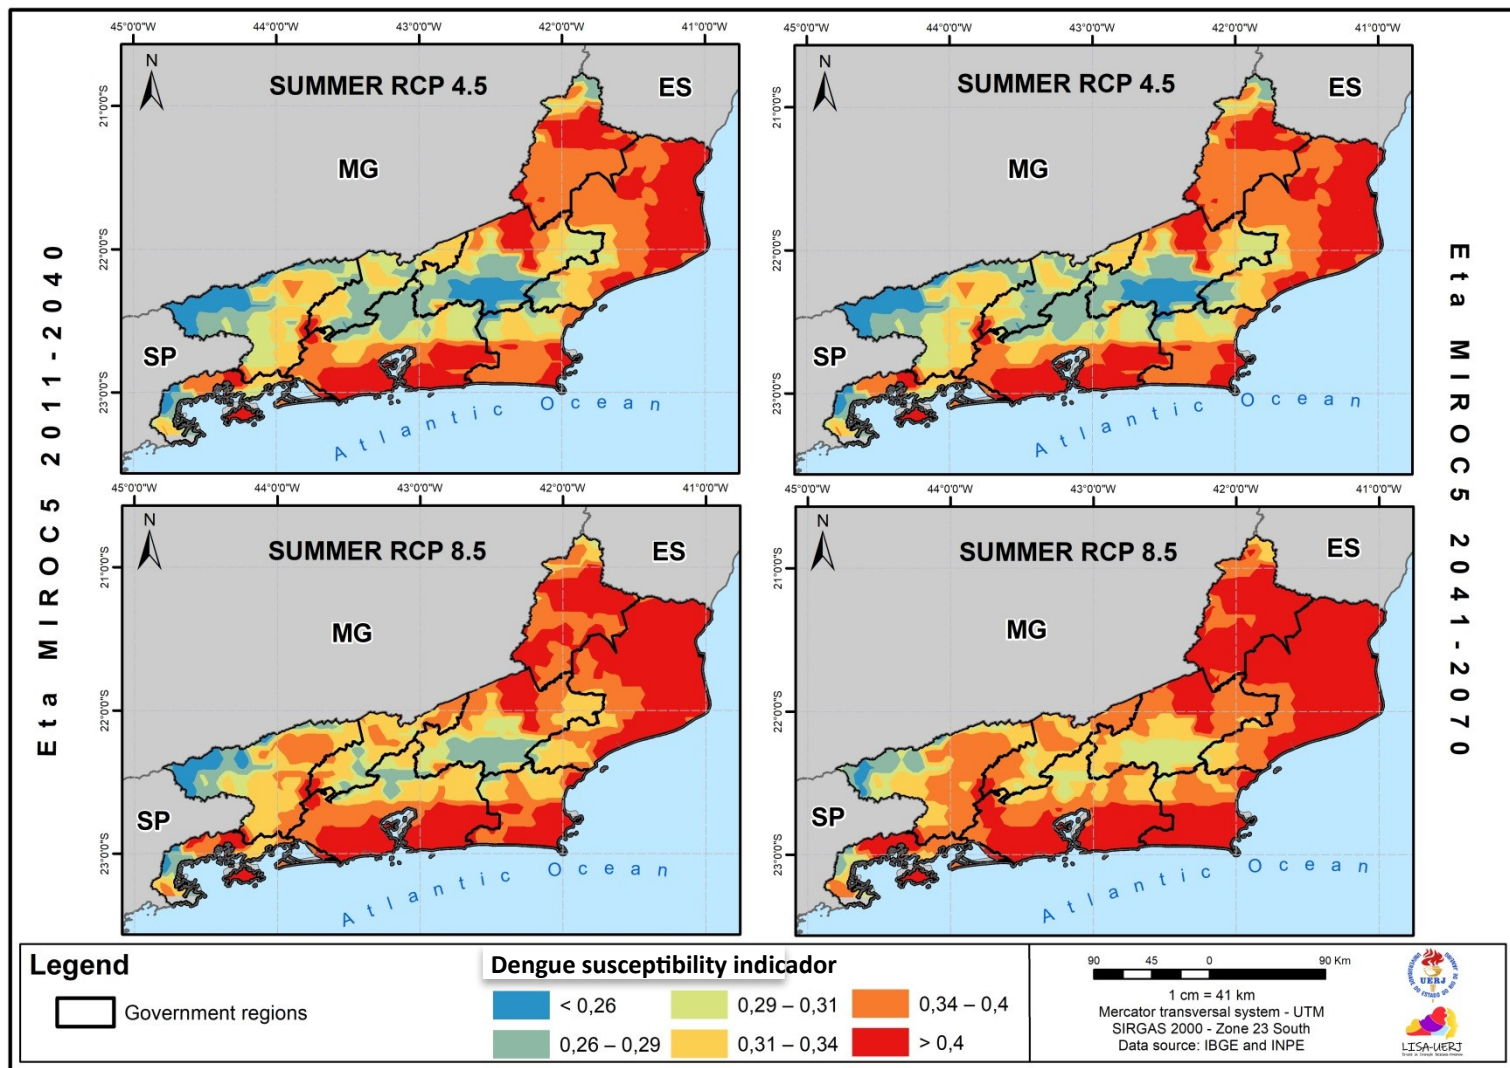 45°0'0"W 44°0'0"W 43°0'0"W 42°0'0"W 41°0'0"W
45°0'0"W 44°0'0"W 43°0'0"W 42°0'0"W 41°0'0"W
Eta MIROC5 2011-2040
N
SUMMER RCP 4.5
ES
MG
SP
Atlantic Ocean
21°0'0"S
22°0'0"S
23°0'0"S
N
SUMMER RCP 4.5
ES
MG
SP
Atlantic Ocean
21°0'0"S
22°0'0"S
23°0'0"S
Eta MIROC5 2041-2070
45°0'0"W 44°0'0"W 43°0'0"W 42°0'0"W 41°0'0"W
45°0'0"W 44°0'0"W 43°0'0"W 42°0'0"W 41°0'0"W
N
SUMMER RCP 8.5
ES
MG
SP
Atlantic Ocean
21°0'0"S
22°0'0"S
23°0'0"S
N
SUMMER RCP 8.5
ES
MG
SP
Atlantic Ocean
21°0'0"S
22°0'0"S
23°0'0"S
Legend
Government regions
Dengue susceptibility indicador
< 0,26
0,26 – 0,29
0,29 – 0,31
0,31 – 0,34
0,34 – 0,4
> 0,4
90 45 0 90 Km
1 cm = 41 km
Mercator transversal system - UTM
SIRGAS 2000 - Zone 23 South
Data source: IBGE and INPE
UERJ
UNIVERSIDADE DO ESTADO DO RIO DE JANEIRO
LISA-UERJ